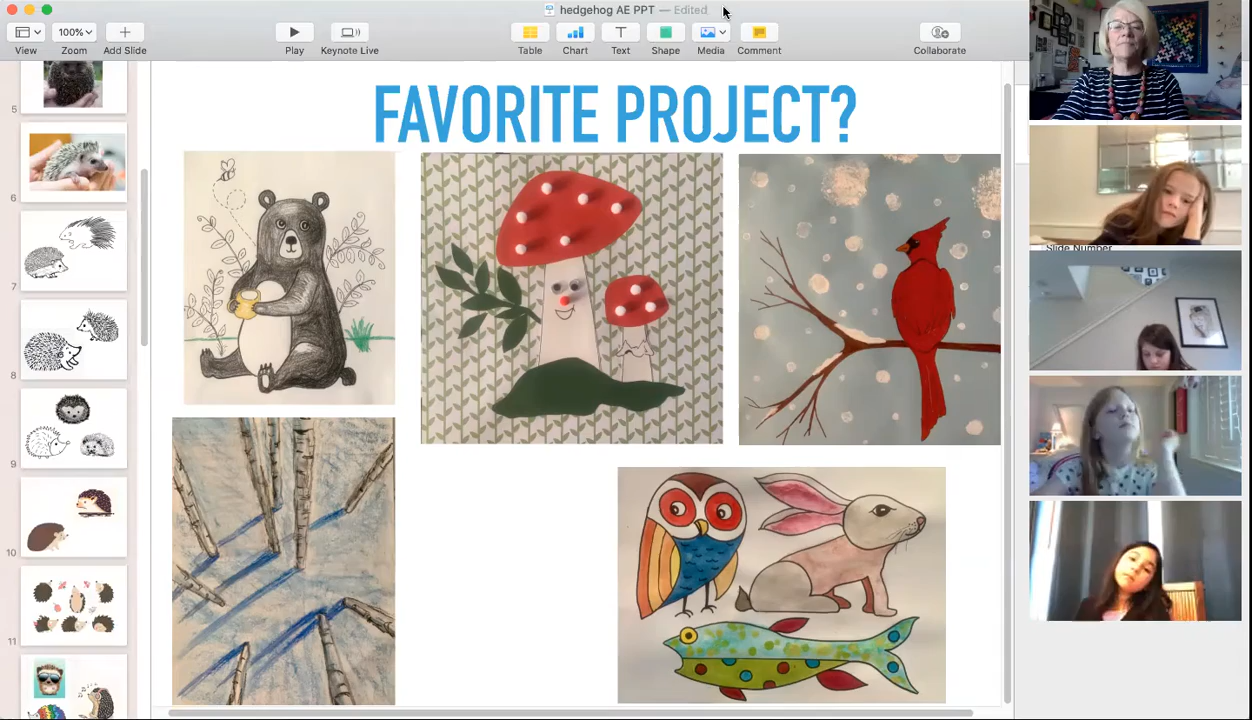 hedgehog AE PPT — Edited
100%
View
Zoom
Add Slide
Play
Keynote Live
Table
Chart
Text
Shape
Media
Comment
Collaborate
5
6
7
8
9
10
11
FAVORITE PROJECT?
Slide Number